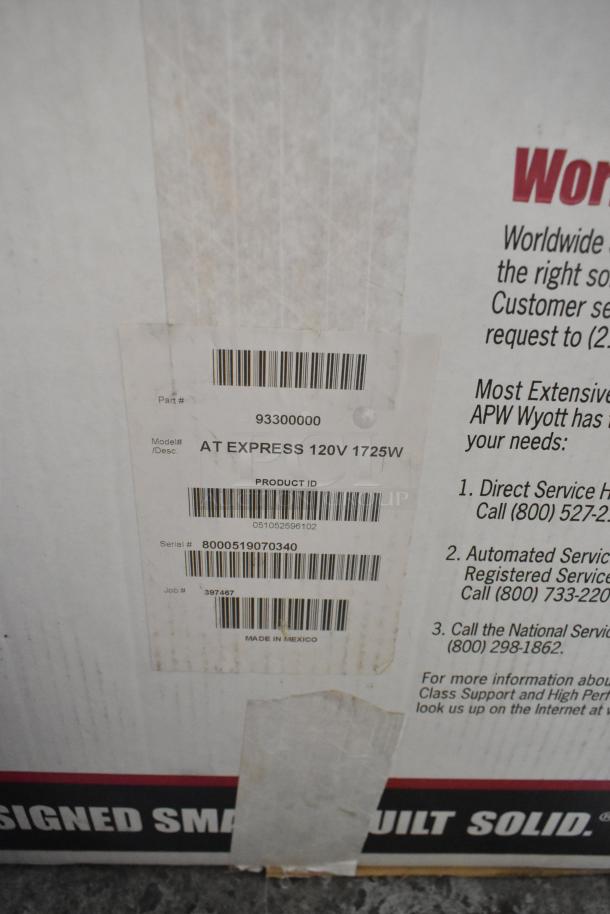 Wor
Worldwide
the right so
Customer se
request to (2
Part #
93300000
Model#
/Desc.
AT EXPRESS 120V 1725W
PRODUCT ID
051052596102
Serial # 8000519070340
Job # 397467
MADE IN MEXICO
Most Extensive
APW Wyott has
your needs:
1. Direct Service H
Call (800) 527-2
2. Automated Servic
Registered Service
Call (800) 733-220
3. Call the National Servic
(800) 298-1862.
For more information abou
Class Support and High Perf
look us up on the Internet at
SIGNED SMA UILT SOLID.®